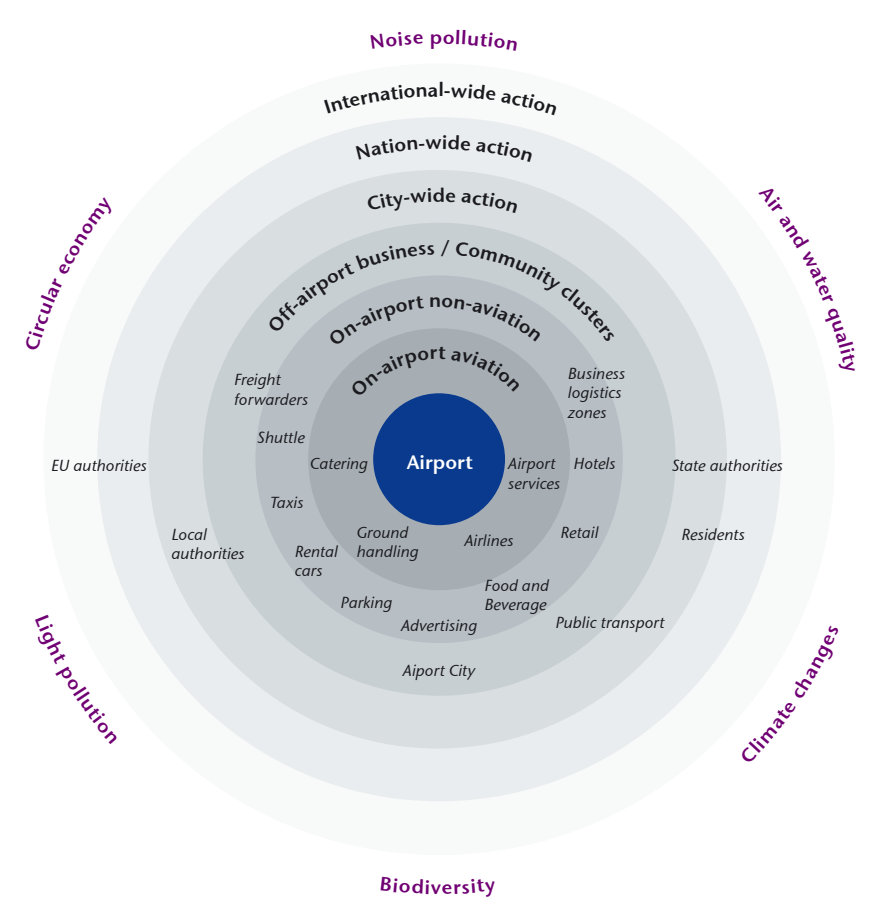 Noise pollution
International-wide action
Nation-wide action
City-wide action
Off-airport business / Community clusters
On-airport non-aviation
On-airport aviation
Circular economy
Air and water quality
Freight
forwarders
Business
logistics
zones
Shuttle
Catering
Airport
Airport
services
Hotels
EU authorities
State authorities
Taxis
Local
authorities
Rental
cars
Ground
handling
Airlines
Retail
Residents
Parking
Food and
Beverage
Advertising
Public transport
Aiport City
Light pollution
Climate changes
Biodiversity